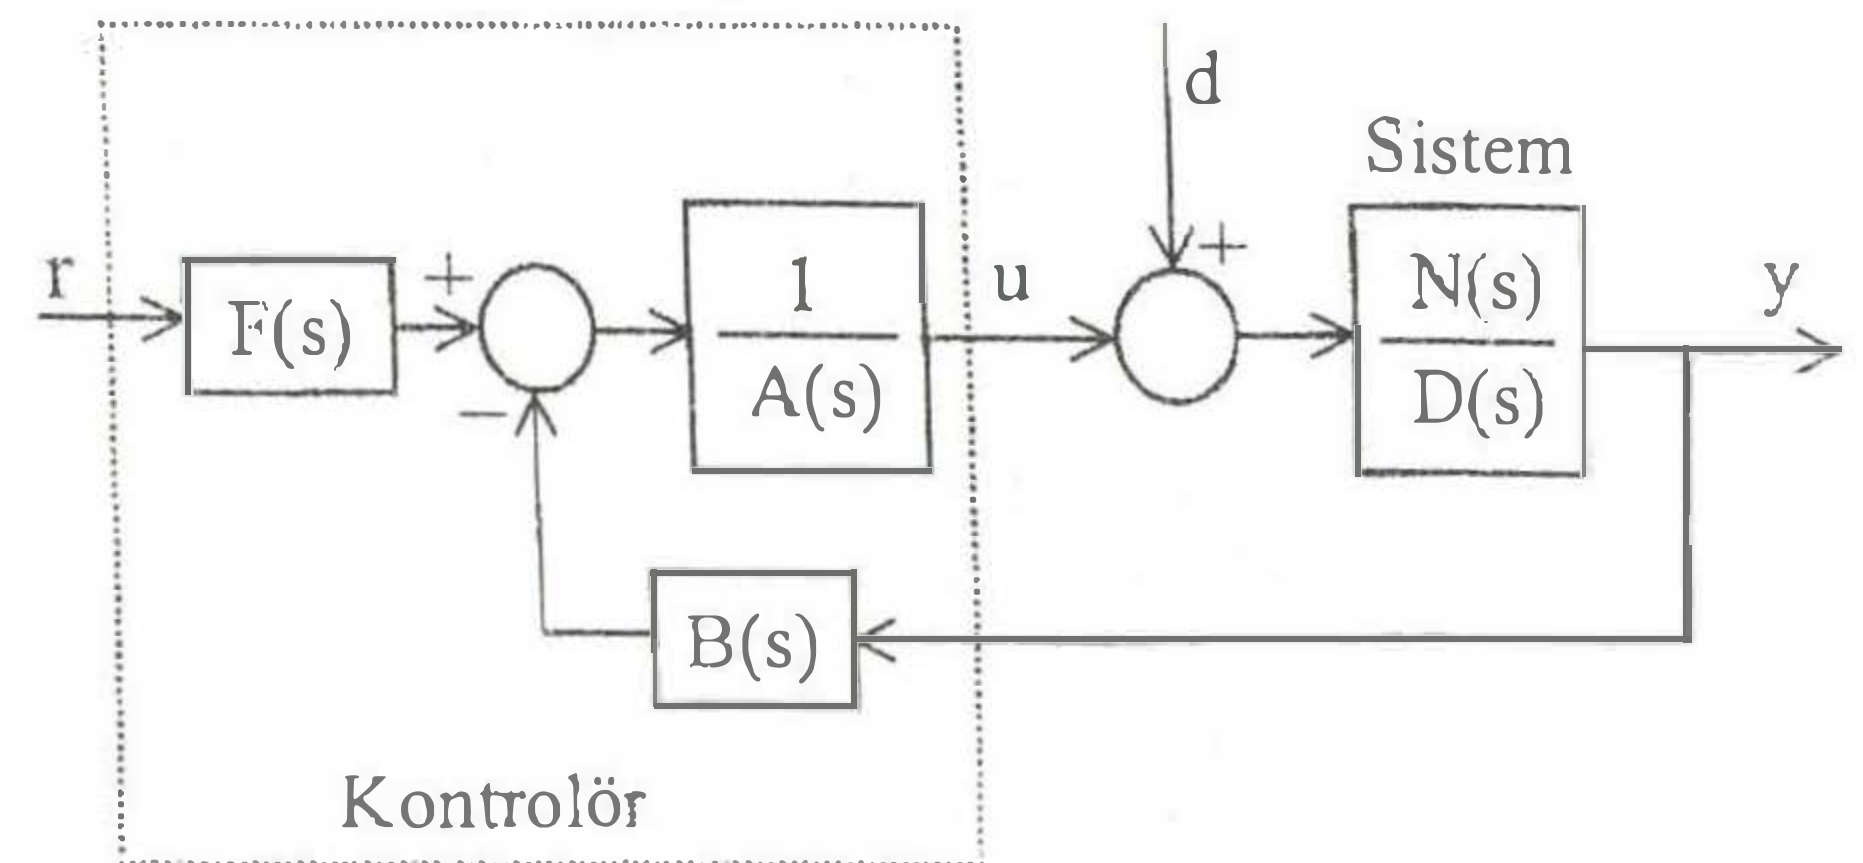 d
Sistem
r
F(s)
+
−
1
A(s)
u
+
N(s)
D(s)
y
B(s)
Kontrolör